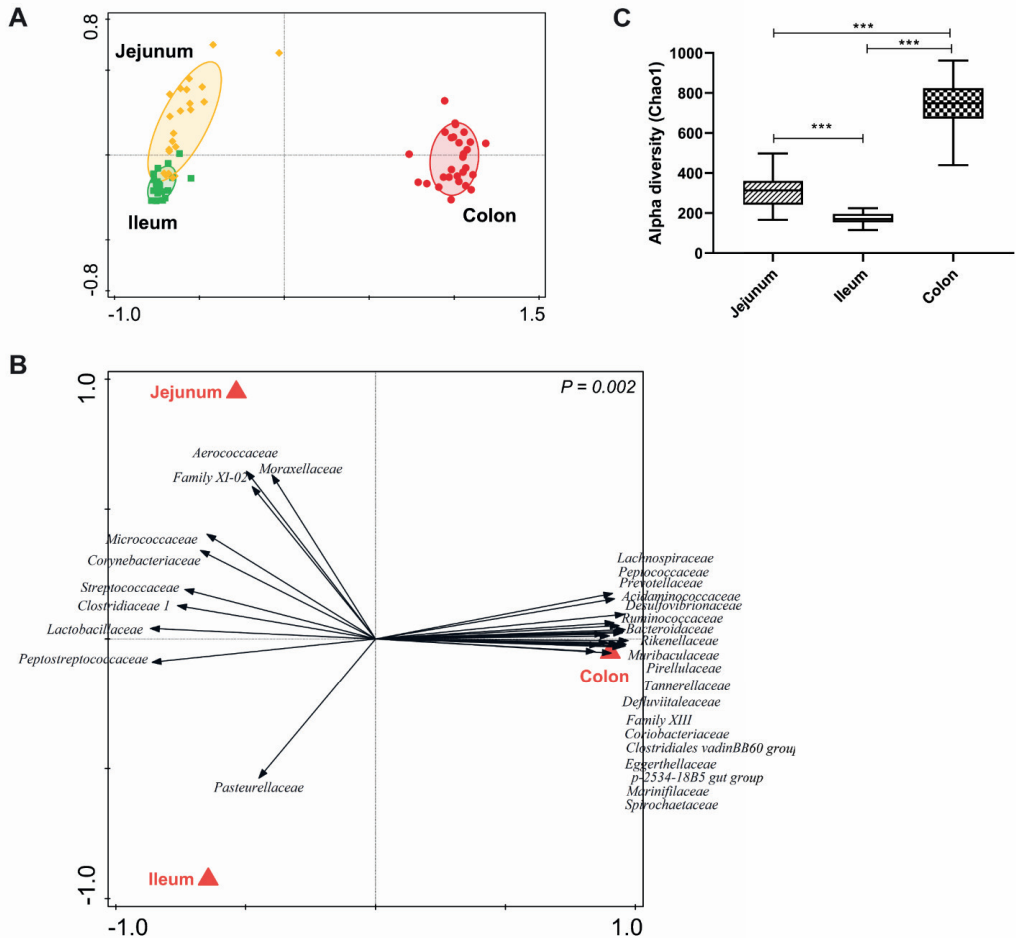 A
0.8
Jejunum
Ileum
Colon
-0.8
-1.0
1.5
C
***
***
***
Alpha diversity (Chao1)
1000
800
600
400
200
0
Jejunum
Ileum
Colon
B
1.0
Jejunum
P = 0.002
Aerococcaceae
Moraxellaceae
Family XI-02
Micrococcaceae
Corynebacteriaceae
Streptococcaceae
Clostridiaceae 1
Lactobacillaceae
Peptostreptococcaceae
Pasteurellaceae
Lachnospiraceae
Peptococcaceae
Prevotellaceae
Acidaminococcaceae
Desulfovibrionaceae
Ruminococcaceae
Bacteroidaceae
Rikenellaceae
Muribaculaceae
Colon
Pirellulaceae
Tannerellaceae
Defluviitaleaceae
Family XIII
Coriobacteriaceae
Clostridiales vadinBB60 group
Eggerthellaceae
p-2534-18B5 gut group
Marinifilaceae
Spirochaetaceae
Ileum
-1.0
-1.0
1.0